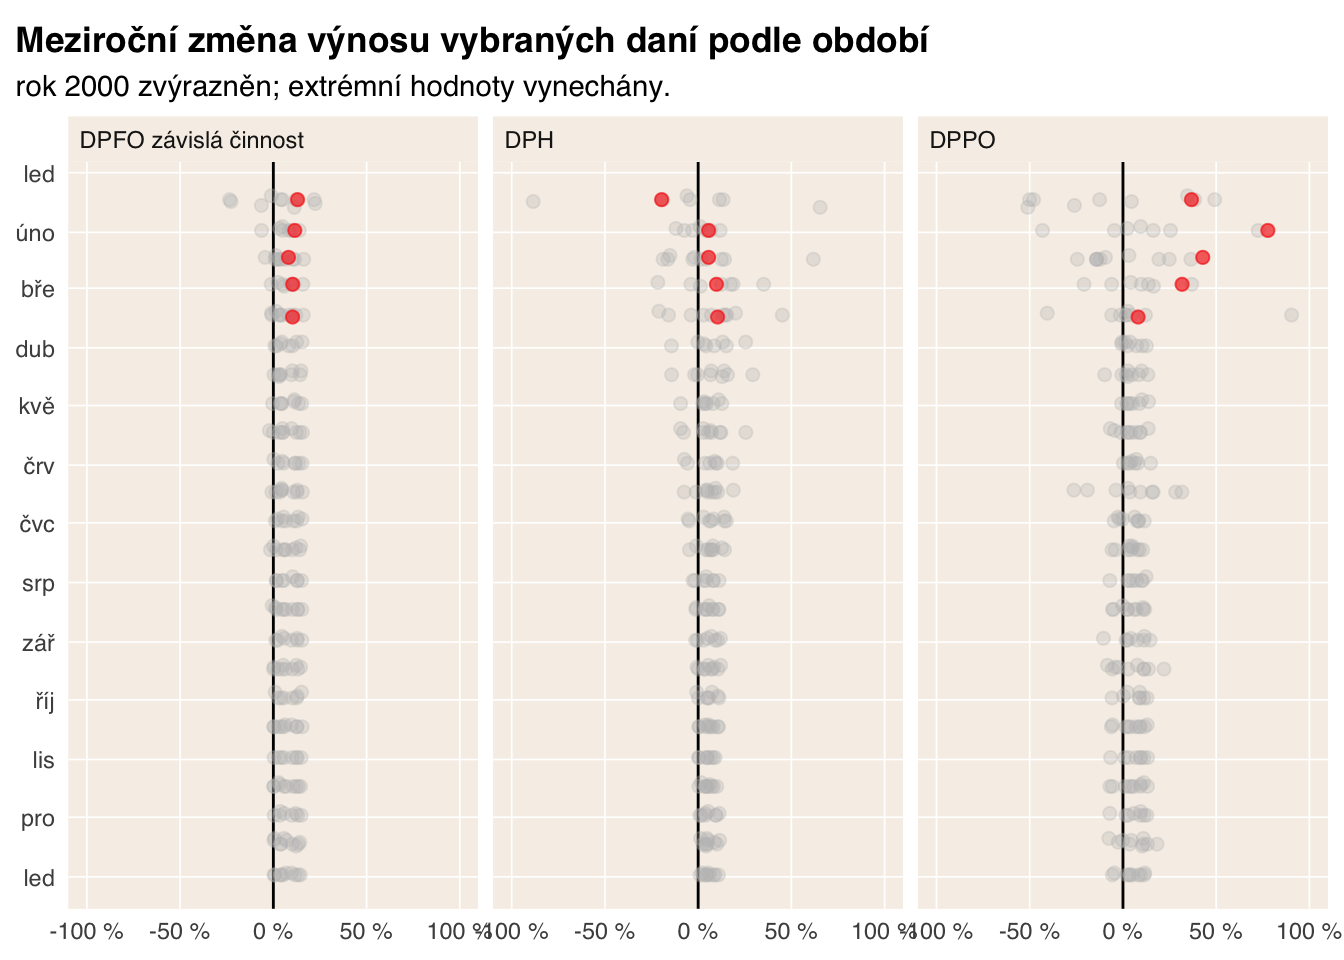 Meziroční změna výnosu vybraných daní podle období
rok 2000 zvýrazněn; extrémní hodnoty vynechány.
DPFO závislá činnost
DPH
DPPO
led
úno
bře
dub
kvě
črv
čvc
srp
zář
říj
lis
pro
led
-100 % -50 % 0 % 50 % 100 %
-100 % -50 % 0 % 50 % 100 %
-100 % -50 % 0 % 50 % 100 %